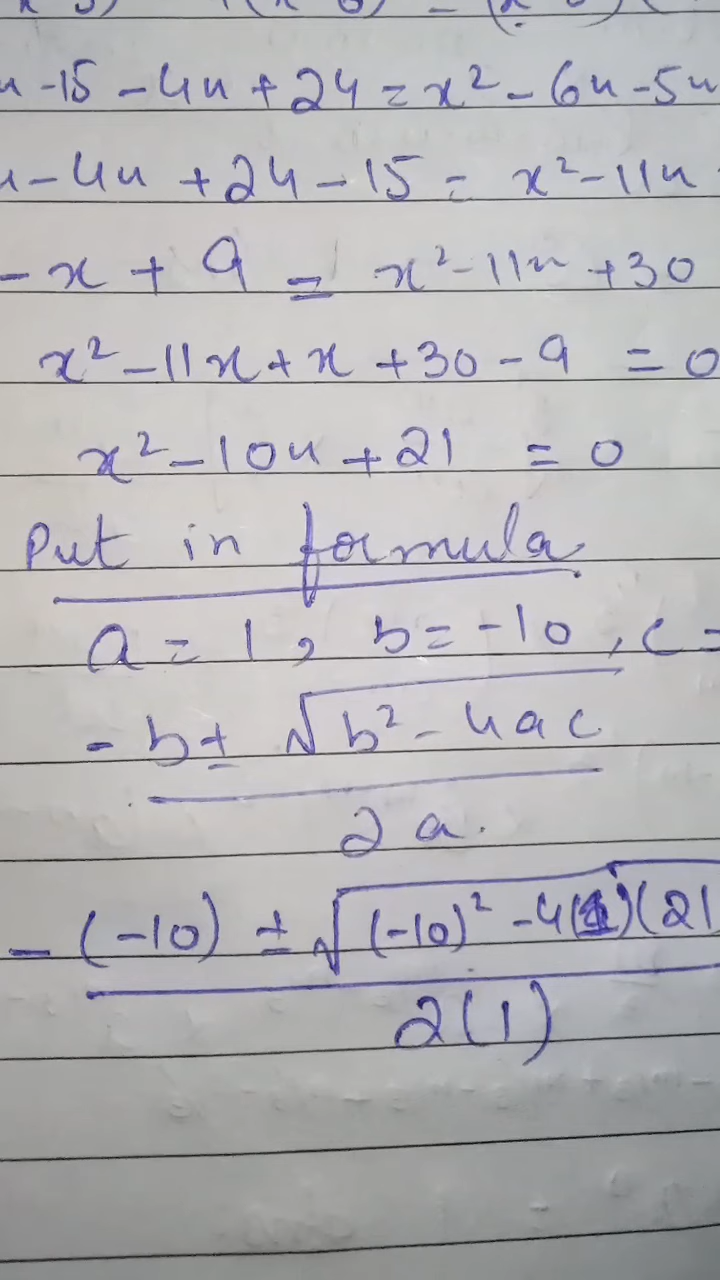 -15 - 4x + 24 = x² - 6x - 5x
- 4x + 24 - 15 = x² - 11x
- x + 9 = x² - 11x + 30
x² - 11x + x + 30 - 9 = 0
x² - 10x + 21 = 0
Put in formula
a = 1, b = -10, c =
- b ± √b² - 4ac
2a.
- (-10) ± √(-10)² - 4(1)(21
2(1)